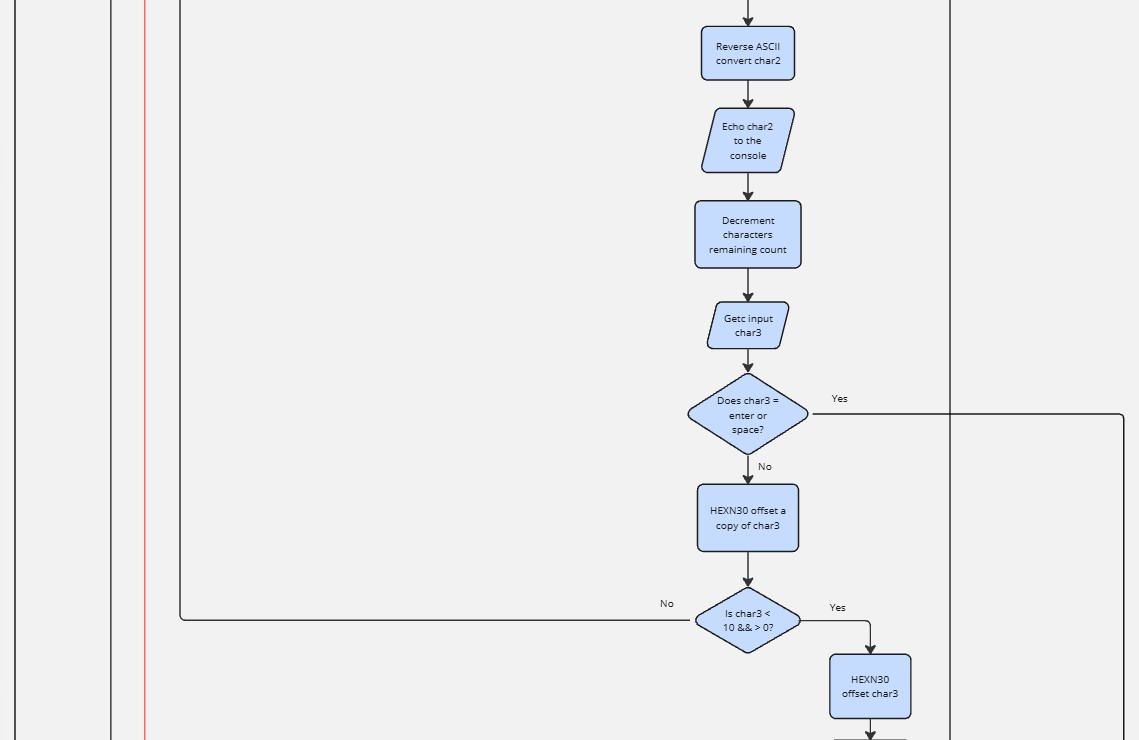 Reverse ASCII
convert char2
Echo char2
to the
console
Decrement
characters
remaining count
Getc input
char3
Does char3 =
enter or
space?
Yes
No
HEXN30 offset a
copy of char3
No
Is char3 <
10 && > 0?
Yes
HEXN30
offset char3